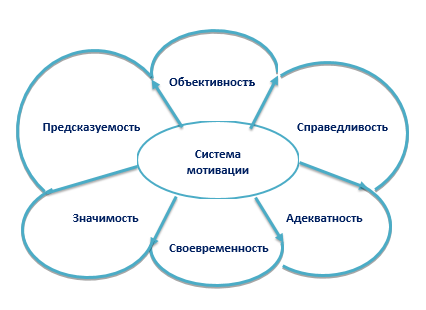 Объективность
Предсказуемость
Справедливость
Система
мотивации
Значимость
Адекватность
Своевременность